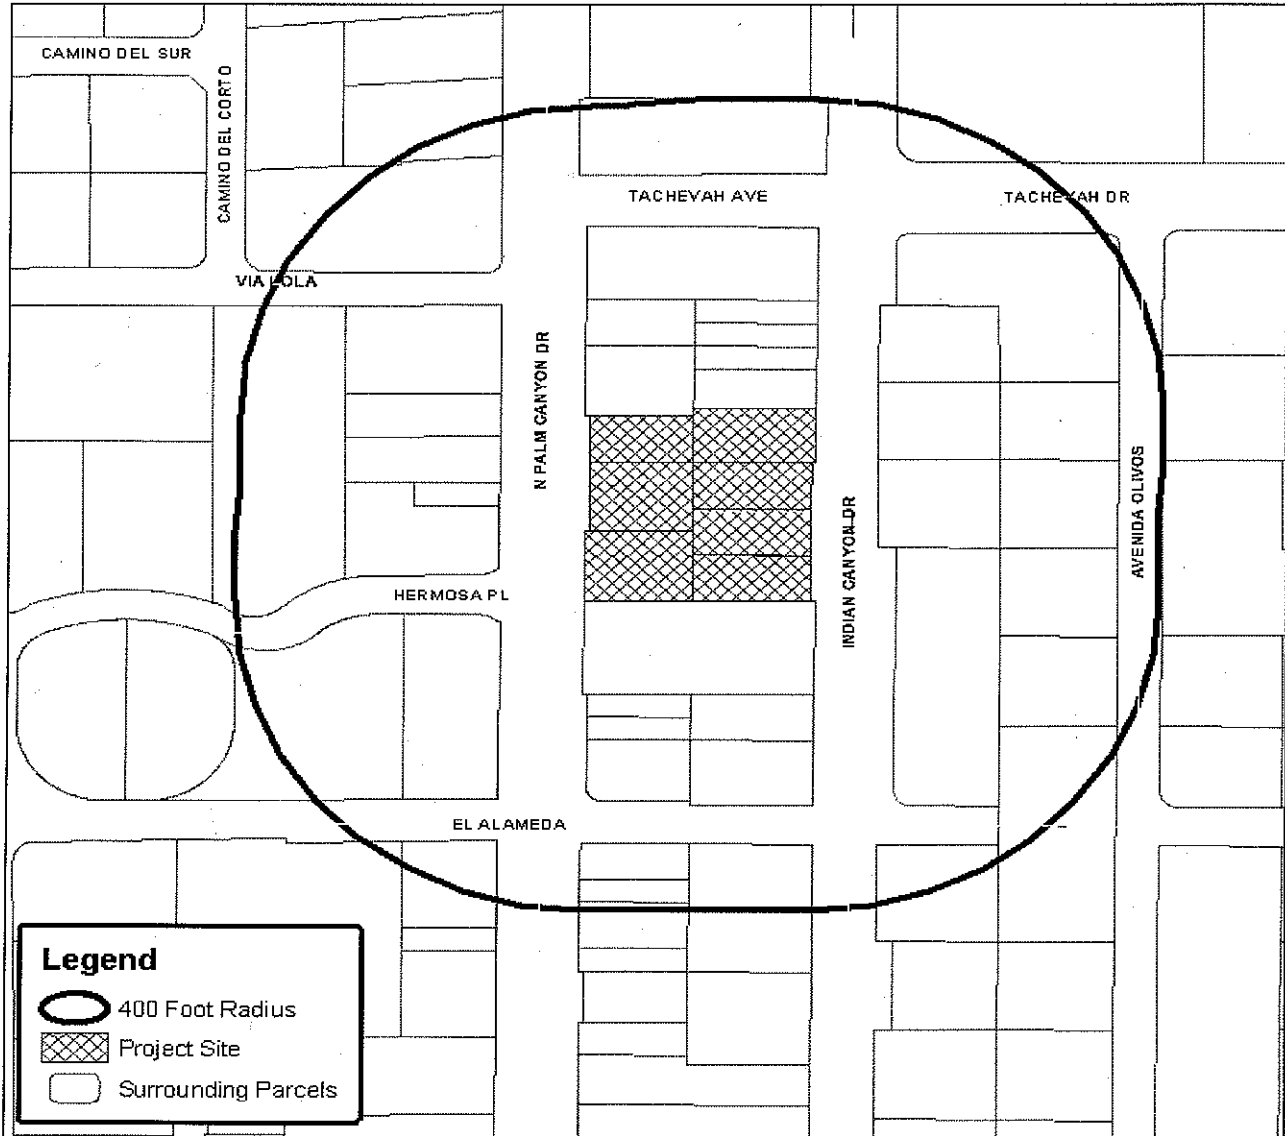 CAMINO DEL SUR
CAMINO DEL CORTO
TACHEVAH AVE
TACHEVAH DR
VIA LOLA
N PALM CANYON DR
INDIAN CANYON DR
AVENIDA OLIVOS
HERMOSA PL
EL ALAMEDA
Legend
400 Foot Radius
Project Site
Surrounding Parcels